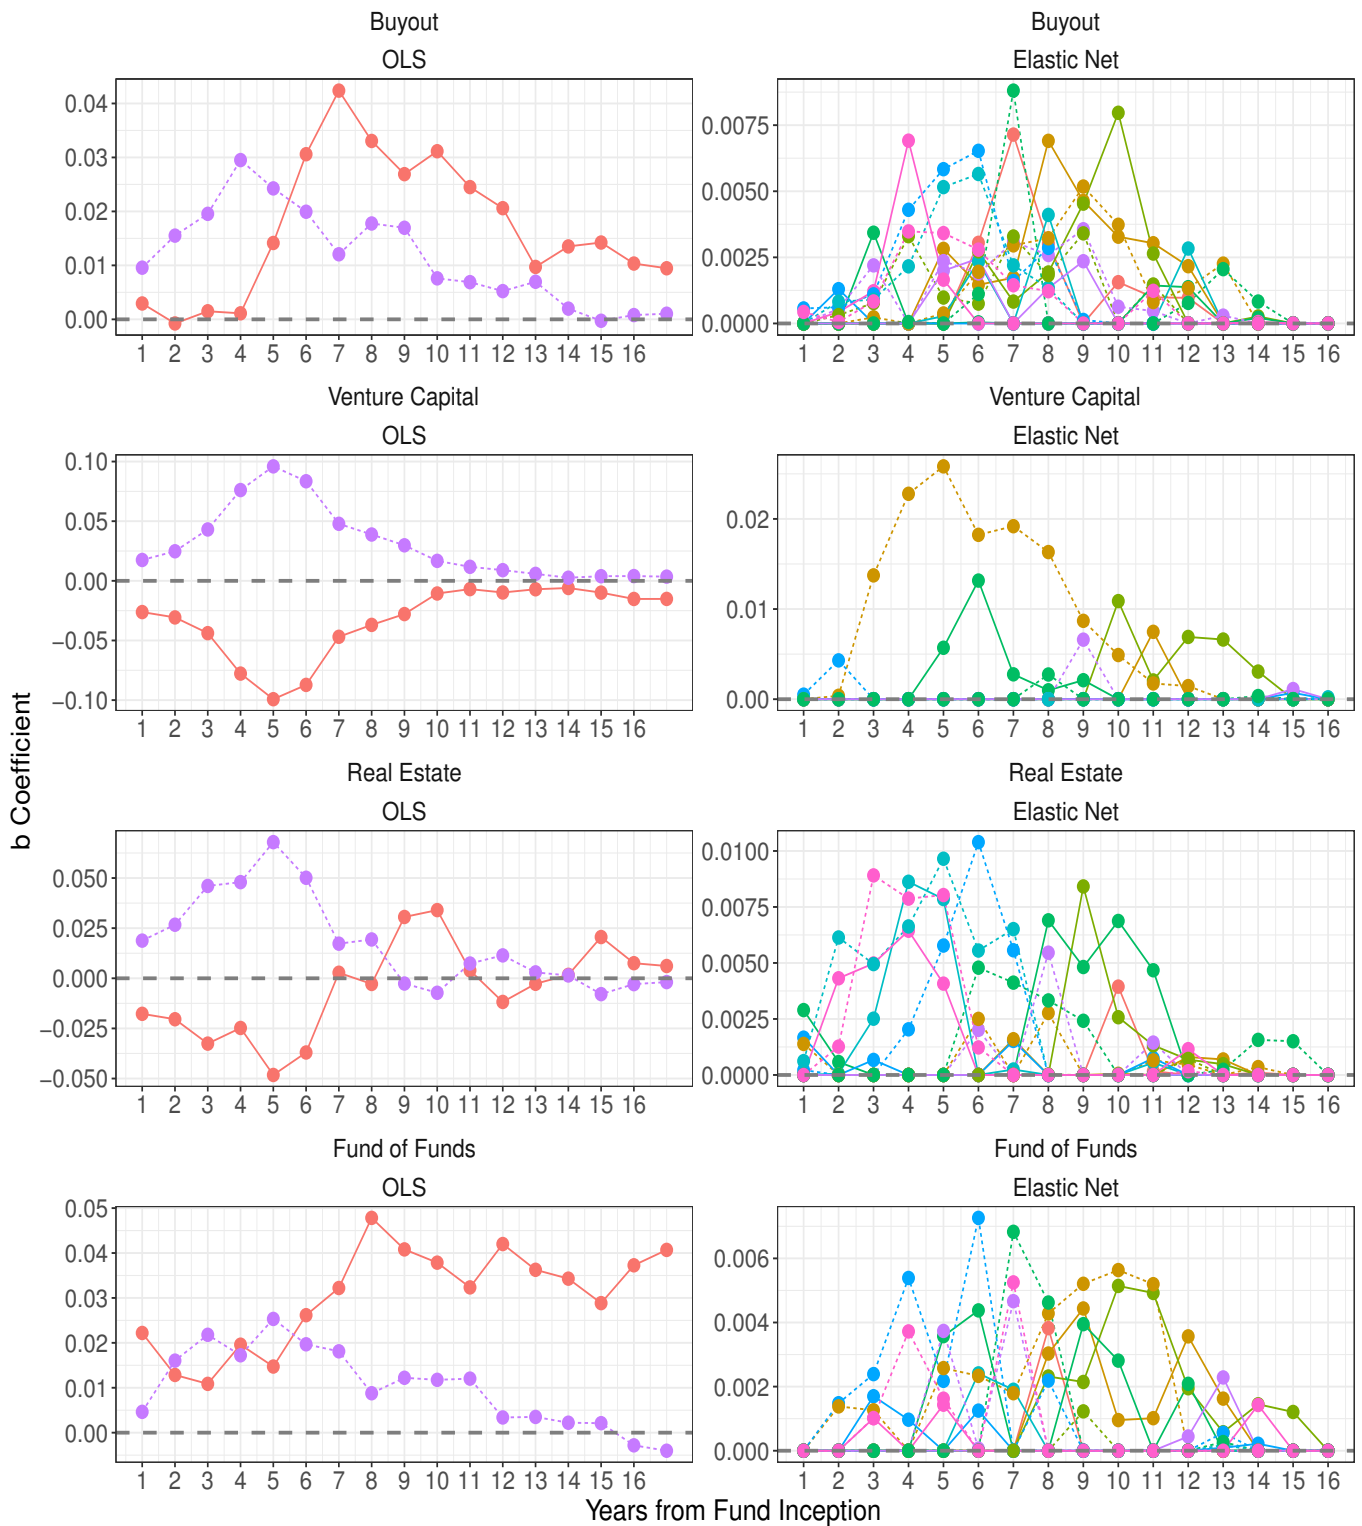 Buyout
OLS
0.04
0.03
0.02
0.01
0.00
1 2 3 4 5 6 7 8 9 10 11 12 13 14 15 16
Buyout
Elastic Net
0.0075
0.0050
0.0025
0.0000
1 2 3 4 5 6 7 8 9 10 11 12 13 14 15 16
Venture Capital
OLS
0.10
0.05
0.00
−0.05
−0.10
1 2 3 4 5 6 7 8 9 10 11 12 13 14 15 16
Venture Capital
Elastic Net
0.02
0.01
0.00
1 2 3 4 5 6 7 8 9 10 11 12 13 14 15 16
Real Estate
OLS
0.050
0.025
0.000
−0.025
−0.050
1 2 3 4 5 6 7 8 9 10 11 12 13 14 15 16
Real Estate
Elastic Net
0.0100
0.0075
0.0050
0.0025
0.0000
1 2 3 4 5 6 7 8 9 10 11 12 13 14 15 16
Fund of Funds
OLS
0.05
0.04
0.03
0.02
0.01
0.00
1 2 3 4 5 6 7 8 9 10 11 12 13 14 15 16
Fund of Funds
Elastic Net
0.006
0.004
0.002
0.000
1 2 3 4 5 6 7 8 9 10 11 12 13 14 15 16
b Coefficient
Years from Fund Inception